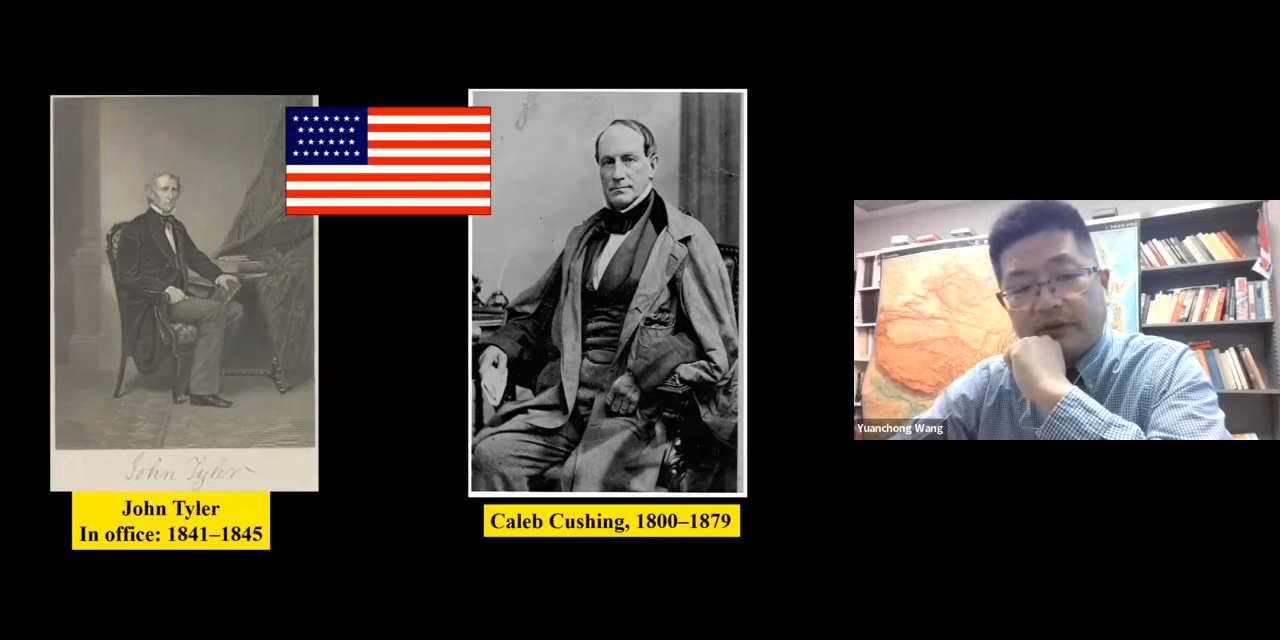 John Tyler
John Tyler
In office: 1841–1845
Caleb Cushing, 1800–1879
Yuanchong Wang